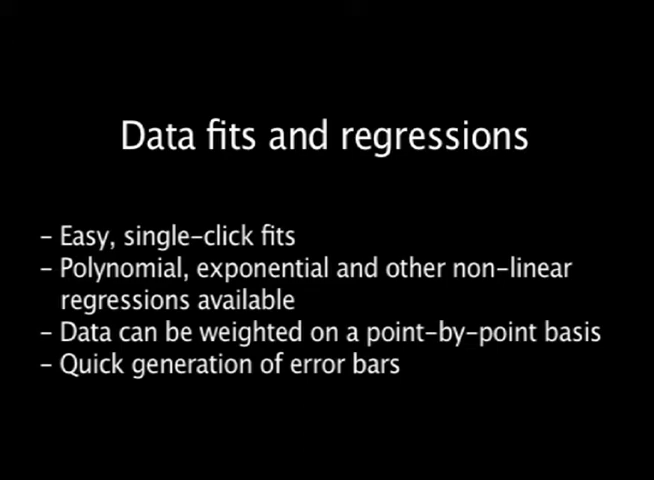 Data fits and regressions
– Easy, single–click fits
– Polynomial, exponential and other non–linear
regressions available
– Data can be weighted on a point–by–point basis
– Quick generation of error bars